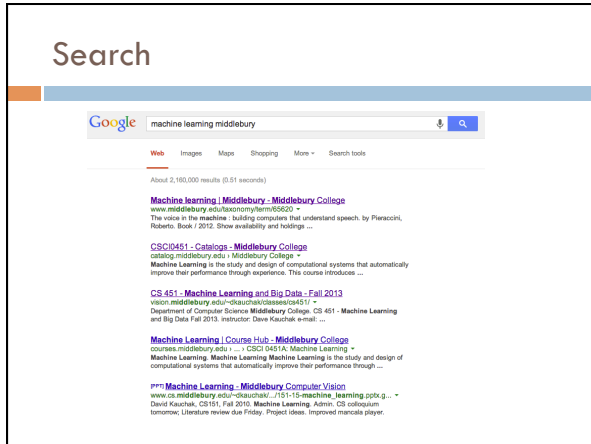 Search
Google machine learning middlebury
Web Images Maps Shopping More Search tools
About 2,160,000 results (0.51 seconds)
Machine learning | Middlebury - Middlebury College
www.middlebury.edu/taxonomy/term/65620
The voice in the machine : building computers that understand speech. by Pieraccini,
Roberto. Book / 2012. Show availability and holdings ...
CSCI0451 - Catalogs - Middlebury College
catalog.middlebury.edu › Middlebury College
Machine Learning is the study and design of computational systems that automatically
improve their performance through experience. This course introduces ...
CS 451 - Machine Learning and Big Data - Fall 2013
vision.middlebury.edu/~dkauchak/classes/cs451/
Department of Computer Science Middlebury College. CS 451 - Machine Learning
and Big Data Fall 2013. instructor: Dave Kauchak e-mail: ...
Machine Learning | Course Hub - Middlebury College
courses.middlebury.edu › ... › CSCI 0451A: Machine Learning
Machine Learning. Machine Learning Machine Learning is the study and design of
computational systems that automatically improve their performance through ...
[PPT] Machine Learning - Middlebury Computer Vision
www.cs.middlebury.edu/~dkauchak/.../151-15-machine_learning.pptx.g...
David Kauchak, CS151, Fall 2010. Machine Learning. Admin. CS colloquium
tomorrow; Literature review due Friday. Project ideas. Improved mancala player.